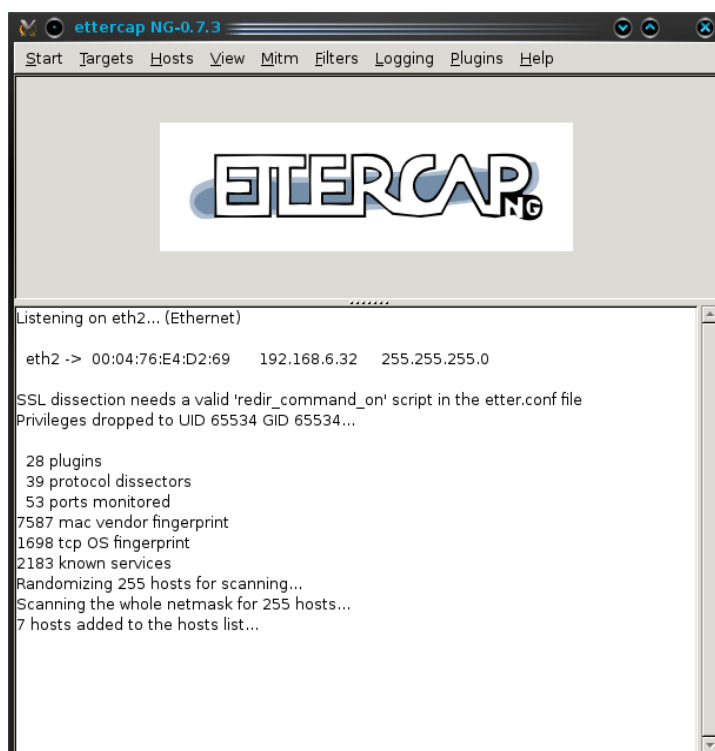 ettercap NG-0.7.3
Start Targets Hosts View Mitm Filters Logging Plugins Help
ETTERCAP NG
Listening on eth2... (Ethernet)
eth2 -> 00:04:76:E4:D2:69 192.168.6.32 255.255.255.0
SSL dissection needs a valid 'redir_command_on' script in the etter.conf file
Privileges dropped to UID 65534 GID 65534...
28 plugins
39 protocol dissectors
53 ports monitored
7587 mac vendor fingerprint
1698 tcp OS fingerprint
2183 known services
Randomizing 255 hosts for scanning...
Scanning the whole netmask for 255 hosts...
7 hosts added to the hosts list...